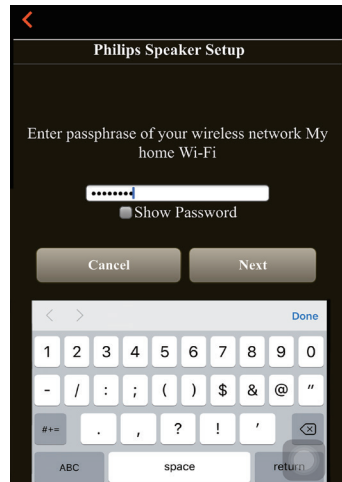 Philips Speaker Setup
Enter passphrase of your wireless network My
home Wi-Fi
••••••••
Show Password
Cancel Next
Done
1 2 3 4 5 6 7 8 9 0
- / : ; ( ) $ & @ "
#+= . , ? ! '
ABC space return